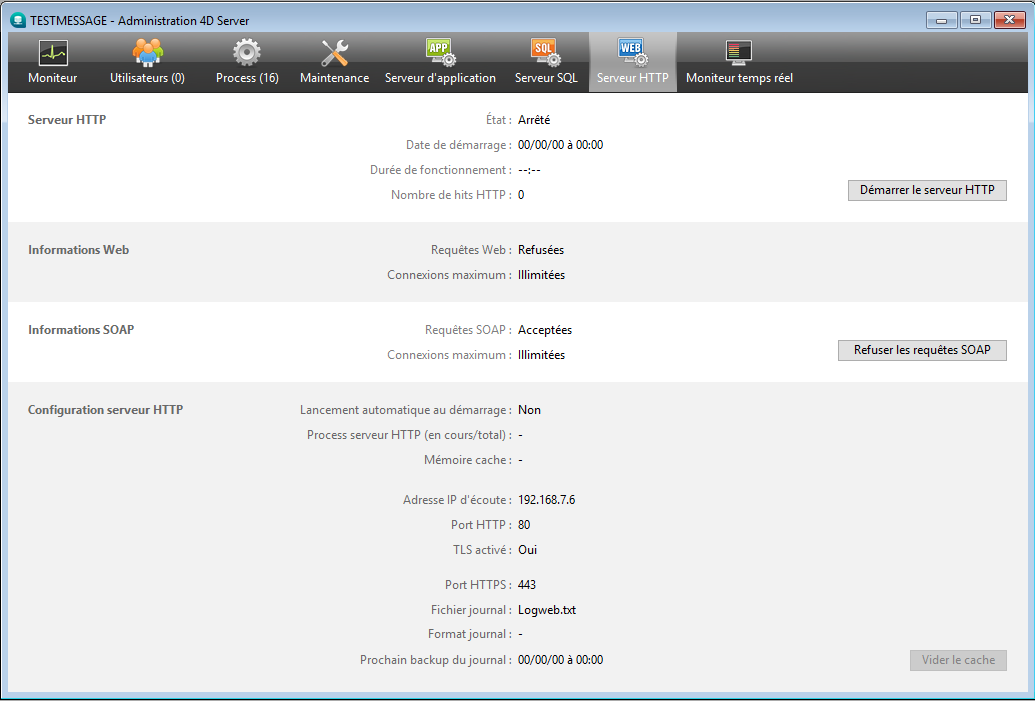 TESTMESSAGE - Administration 4D Server
Moniteur Utilisateurs (0) Process (16) Maintenance APP Serveur d'application SQL Serveur SQL WEB Serveur HTTP Moniteur temps réel
Serveur HTTP
État : Arrêté
Date de démarrage : 00/00/00 à 00:00
Durée de fonctionnement : --:--
Nombre de hits HTTP : 0
Démarrer le serveur HTTP
Informations Web
Requêtes Web : Refusées
Connexions maximum : Illimitées
Informations SOAP
Requêtes SOAP : Acceptées
Connexions maximum : Illimitées
Refuser les requêtes SOAP
Configuration serveur HTTP
Lancement automatique au démarrage : Non
Process serveur HTTP (en cours/total) : -
Mémoire cache : -
Adresse IP d'écoute : 192.168.7.6
Port HTTP : 80
TLS activé : Oui
Port HTTPS : 443
Fichier journal : Logweb.txt
Format journal : -
Prochain backup du journal : 00/00/00 à 00:00
Vider le cache